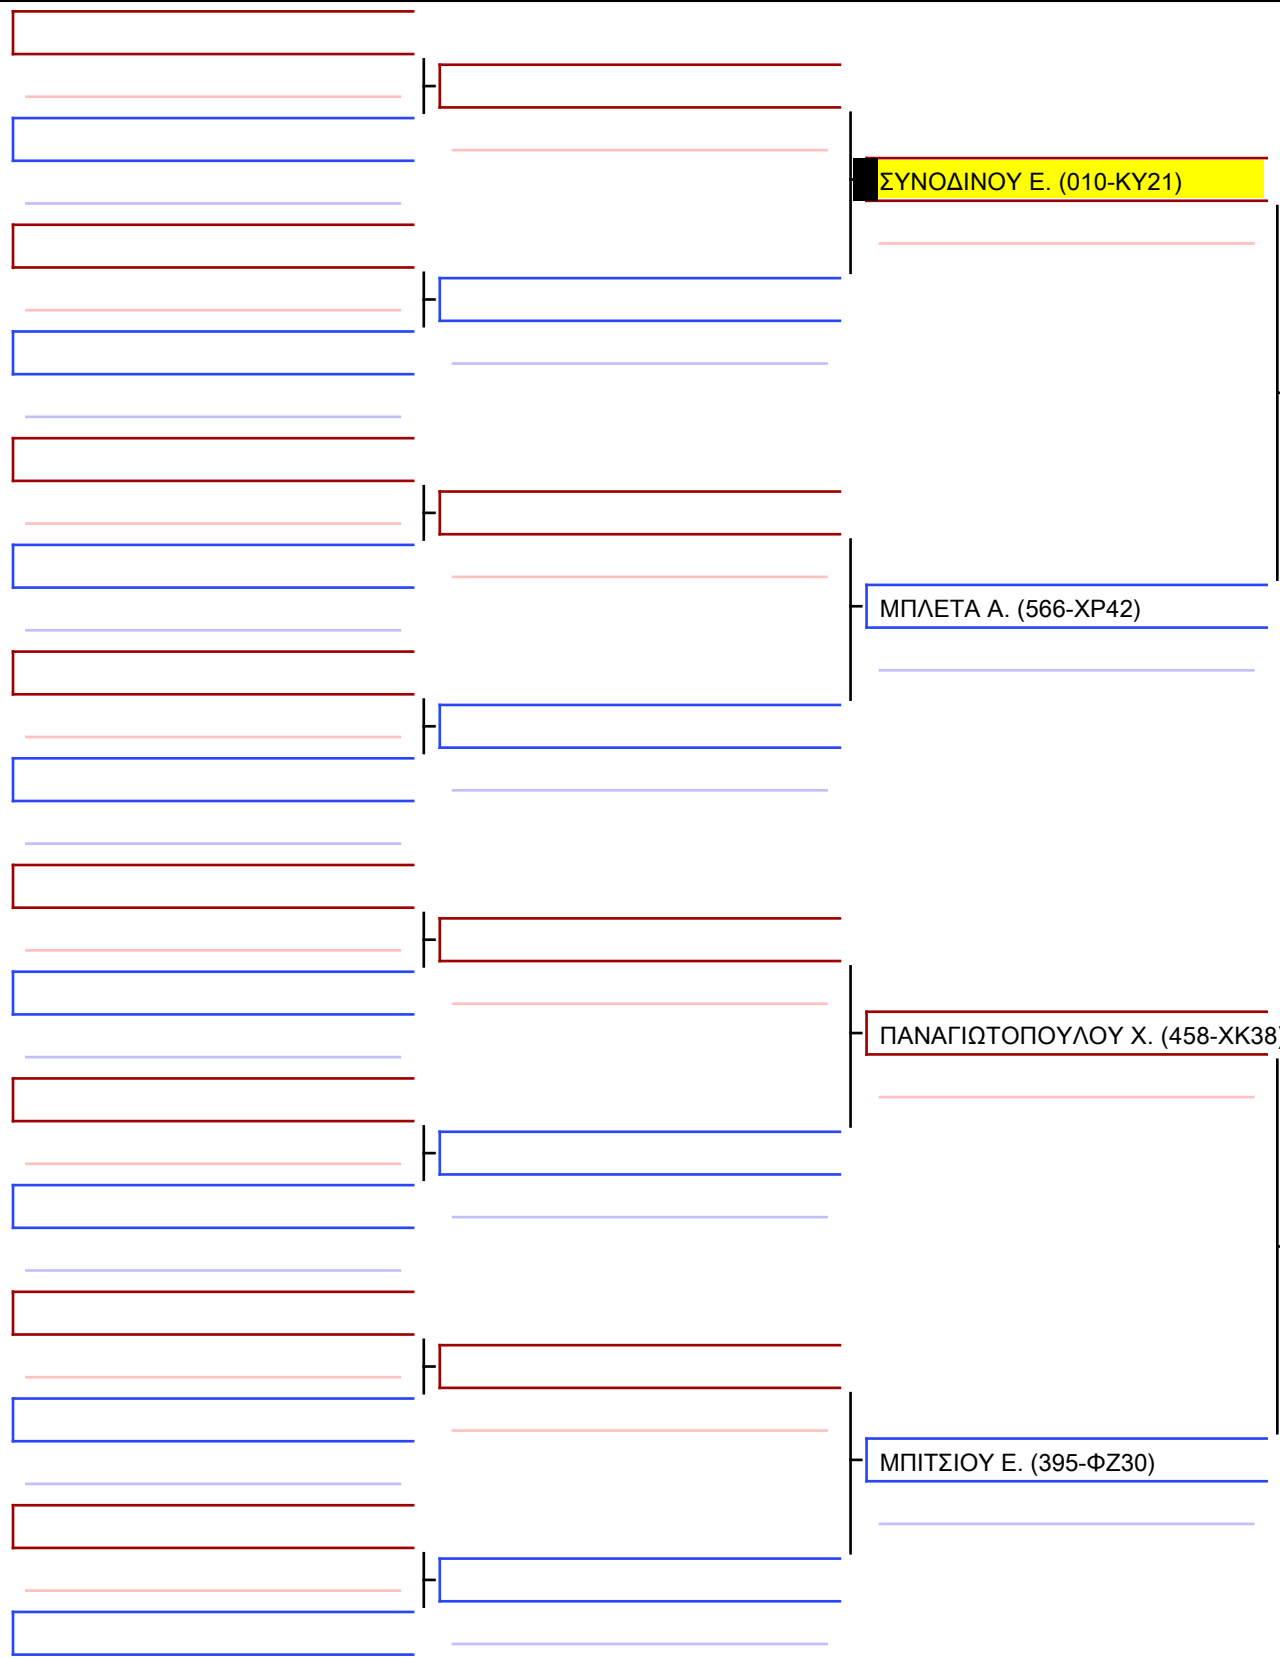 ΣΥΝΟΔΙΝΟΥ Ε. (010-ΚΥ21)
ΜΠΛΕΤΑ Α. (566-ΧΡ42)
ΠΑΝΑΓΙΩΤΟΠΟΥΛΟΥ Χ. (458-ΧΚ38)
ΜΠΙΤΣΙΟΥ Ε. (395-ΦΖ30)